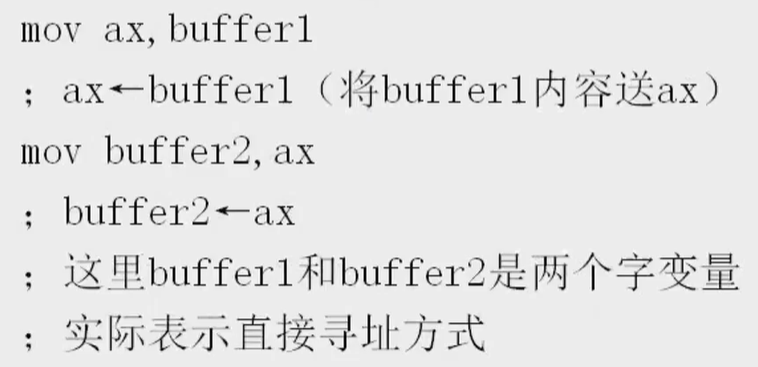 mov ax,buffer1
；ax←buffer1（将buffer1内容送ax）
mov buffer2,ax
；buffer2←ax
；这里buffer1和buffer2是两个字变量
；实际表示直接寻址方式